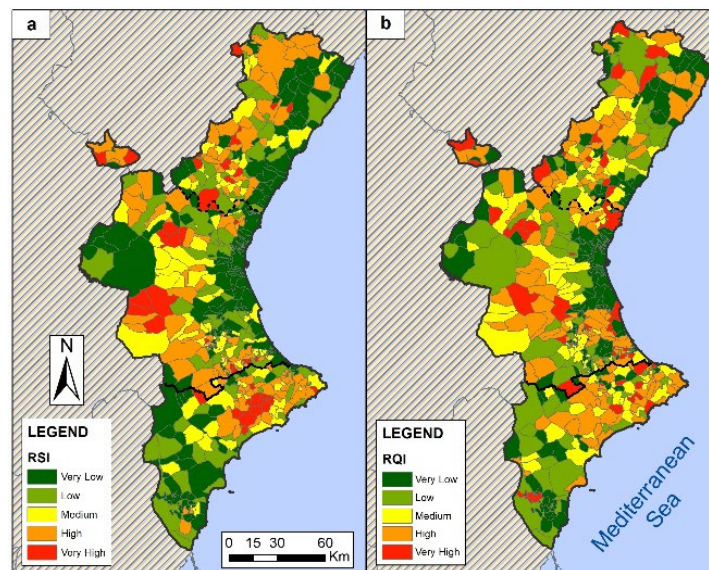 a
N
LEGEND
RSI
Very Low
Low
Medium
High
Very High
0 15 30 60
Km
b
LEGEND
RQI
Very Low
Low
Medium
High
Very High
Mediterranean
Sea